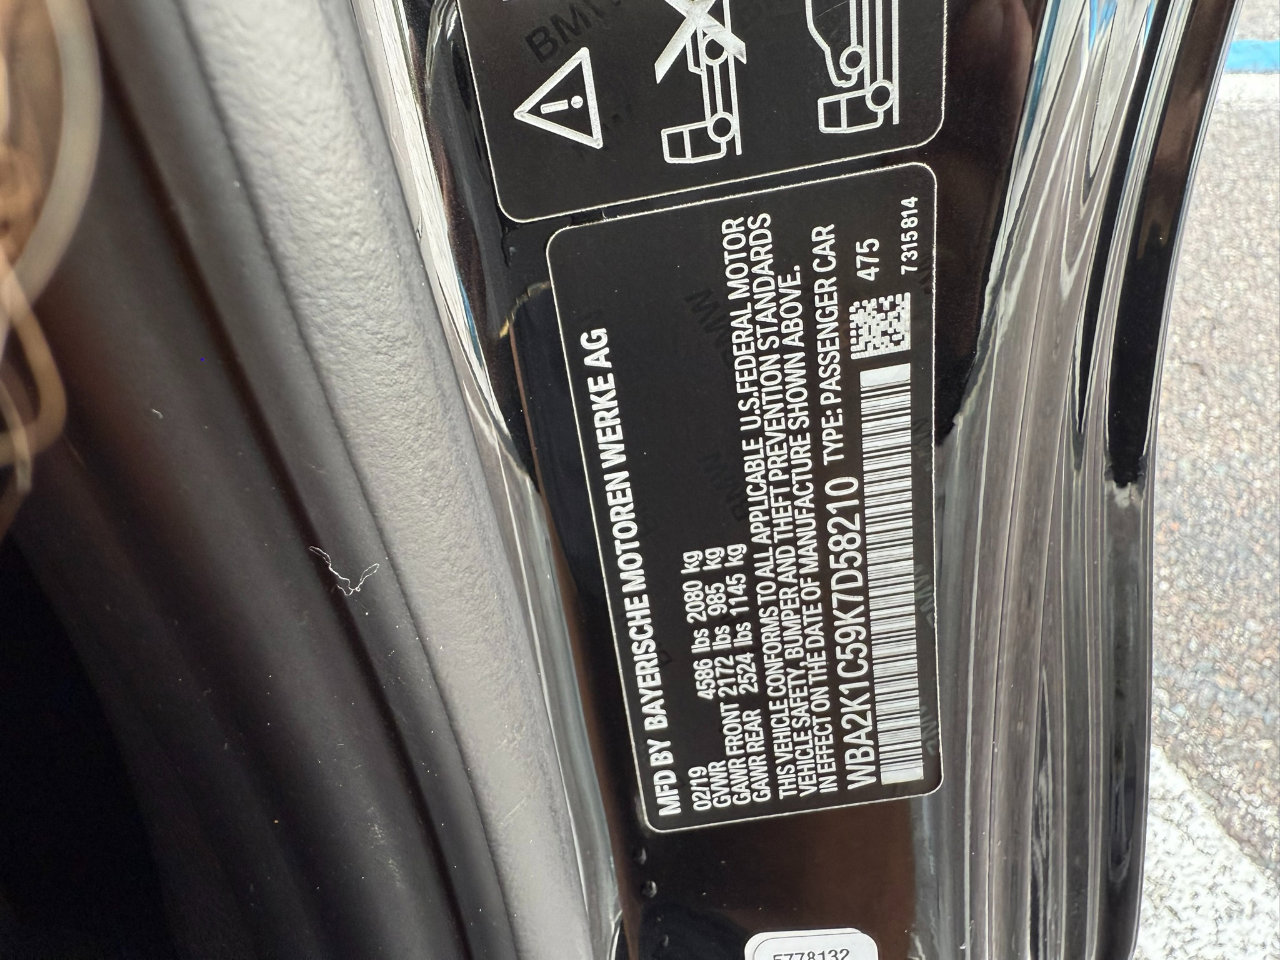 MFD BY BAYERISCHE MOTOREN WERKE AG
02/19
GVWR 4586 lbs 2080 kg
GAWR FRONT 2172 lbs 985 kg
GAWR REAR 2524 lbs 1145 kg
THIS VEHICLE CONFORMS TO ALL APPLICABLE U.S.FEDERAL MOTOR
VEHICLE SAFETY, BUMPER AND THEFT PREVENTION STANDARDS
IN EFFECT ON THE DATE OF MANUFACTURE SHOWN ABOVE.
WBA2K1C59K7D58210 TYPE: PASSENGER CAR
475
7315814
5778132
BMW
BMW